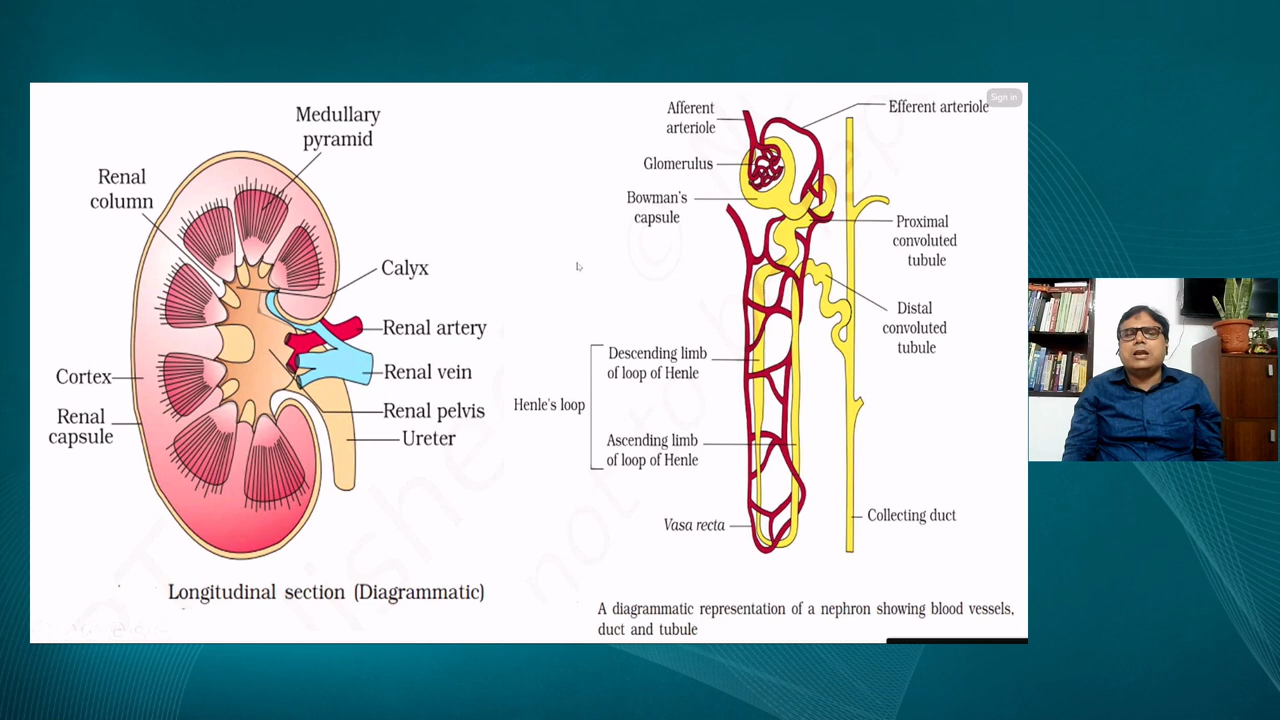 Sign in
Medullary
pyramid
Renal
column
Calyx
Renal artery
Renal vein
Cortex
Renal
capsule
Renal pelvis
Ureter
Longitudinal section (Diagrammatic)
Afferent
arteriole
Efferent arteriole
Glomerulus
Bowman's
capsule
Proximal
convoluted
tubule
Distal
convoluted
tubule
Descending limb
of loop of Henle
Henle's loop
Ascending limb
of loop of Henle
Vasa recta
Collecting duct
A diagrammatic representation of a nephron showing blood vessels,
duct and tubule